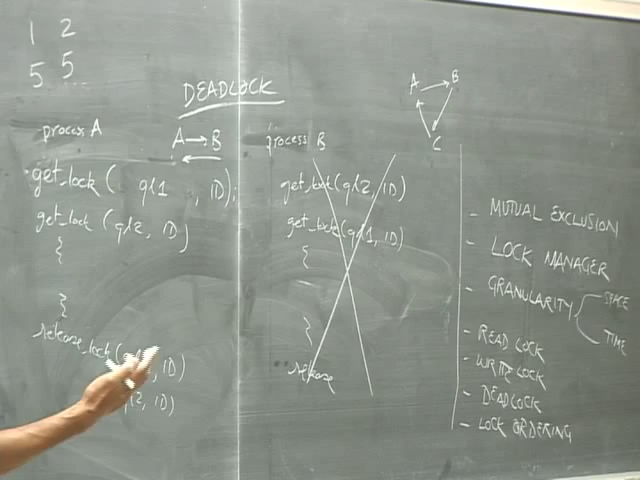 1 2
5 5
DEADLOCK
process A
A → B
get_lock ( gl1 , ID);
get_lock (gl2, ID)
{
}
release_lock(
, ID)
l2, ID)
process B
get_lock (gl2, ID)
get_lock (gl1, ID)
{
}
release
A B
C
- MUTUAL EXCLUSION
- LOCK MANAGER
- GRANULARITY
SPACE
TIME
- READ LOCK
- WRITE LOCK
- DEADLOCK
- LOCK ORDERING